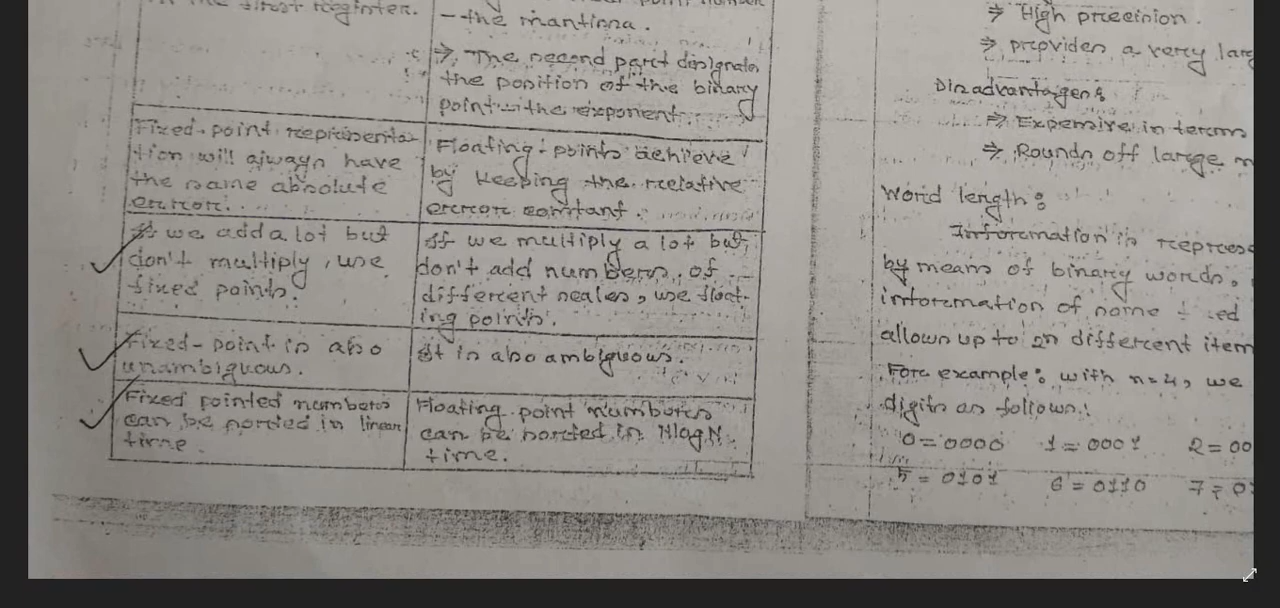 the first register.
- the mantissa.
⇒ The second part designates
the position of the binary
point - the exponent.
Fixed-point representa-
tion will always have
the same absolute
error.
Floating-points achieve
by keeping the relative
error constant.
If we add a lot but
don't multiply, use
fixed points.
If we multiply a lot but
don't add numbers of
different scales, use float-
ing points.
Fixed-point is also
unambiguous.
It is also ambiguous.
Fixed pointed numbers
can be sorted in linear
time.
Floating point numbers
can be sorted in NlogN
time.
⇒ High precision.
⇒ provides a very
Disadvantages:
⇒ Expensive in terms
⇒ Rounds off large
Word length:
Information is
by means of binary words.
information of some
allows up to 2n different item
For example: with n=4, we
digits as follows:
0=0000 1=0001 2=00
5=0101 6=0110 7=0